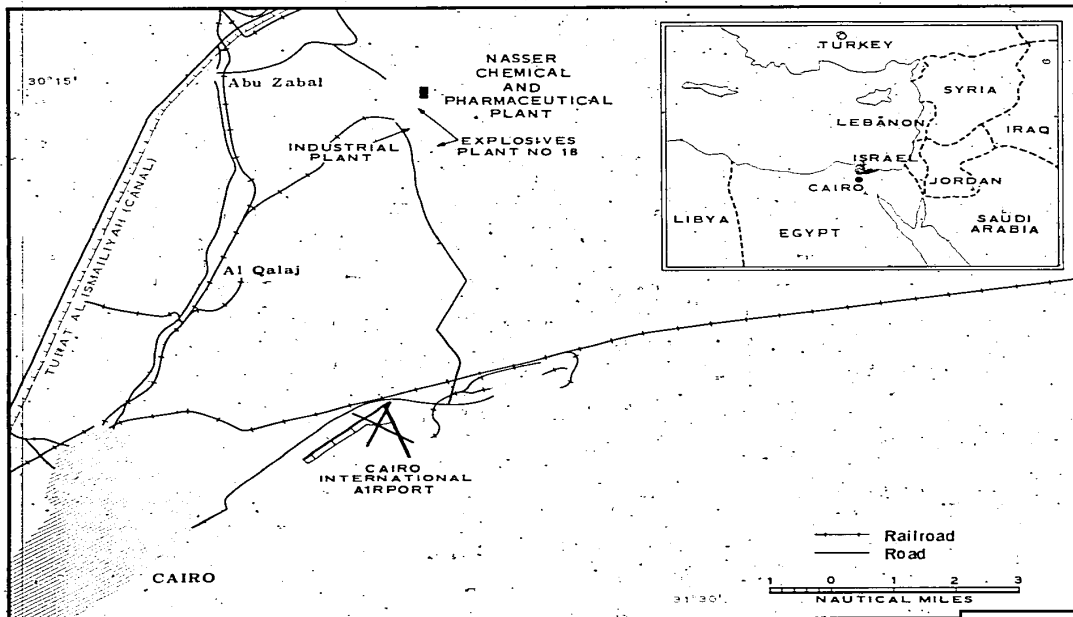 30°15'
Abu Zabal
NASSER
CHEMICAL
AND
PHARMACEUTICAL
PLANT
EXPLOSIVES
PLANT NO 18
INDUSTRIAL
PLANT
TURAT AL ISMAILIYAH (CANAL)
Al Qalaj
CAIRO
INTERNATIONAL
AIRPORT
CAIRO
TURKEY
SYRIA
LEBANON
IRAQ
ISRAEL
CAIRO
JORDAN
LIBYA
EGYPT
SAUDI
ARABIA
Railroad
Road
1 0 1 2 3
NAUTICAL MILES
31°30'